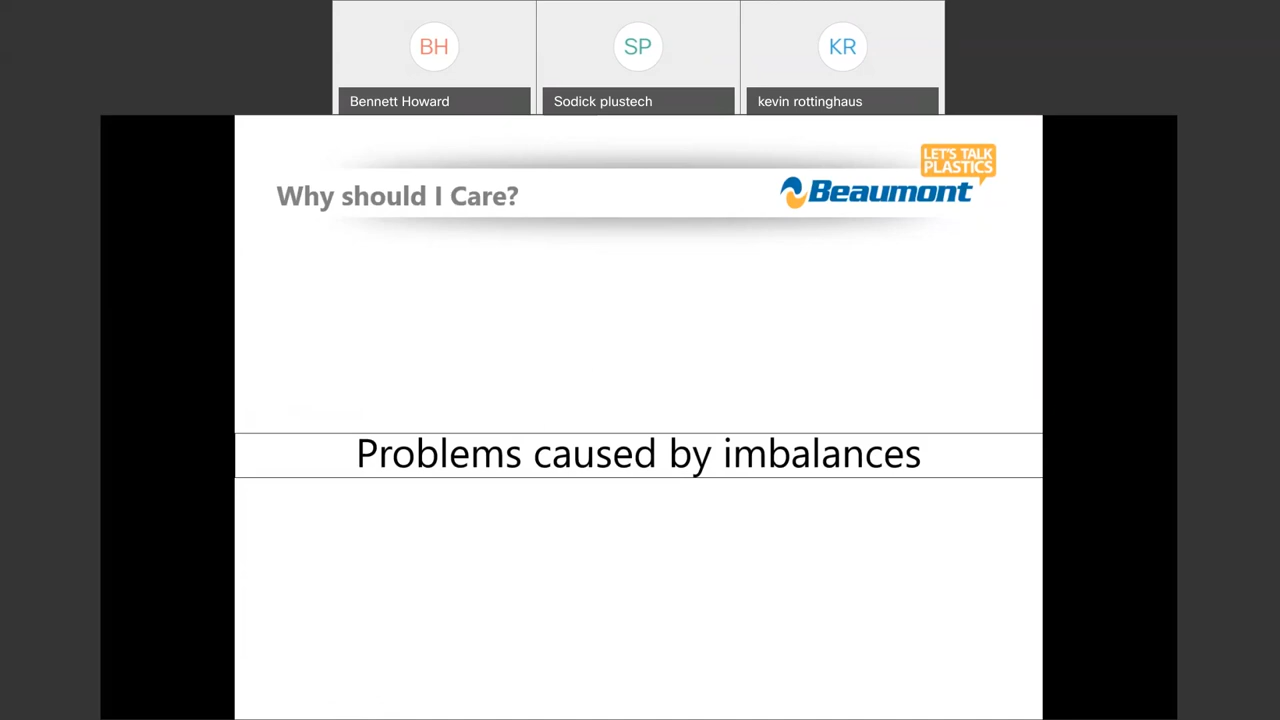 BH
SP
KR
Bennett Howard
Sodick plustech
kevin rottinghaus
LET'S TALK
PLASTICS
Why should I Care?
Beaumont
Problems caused by imbalances